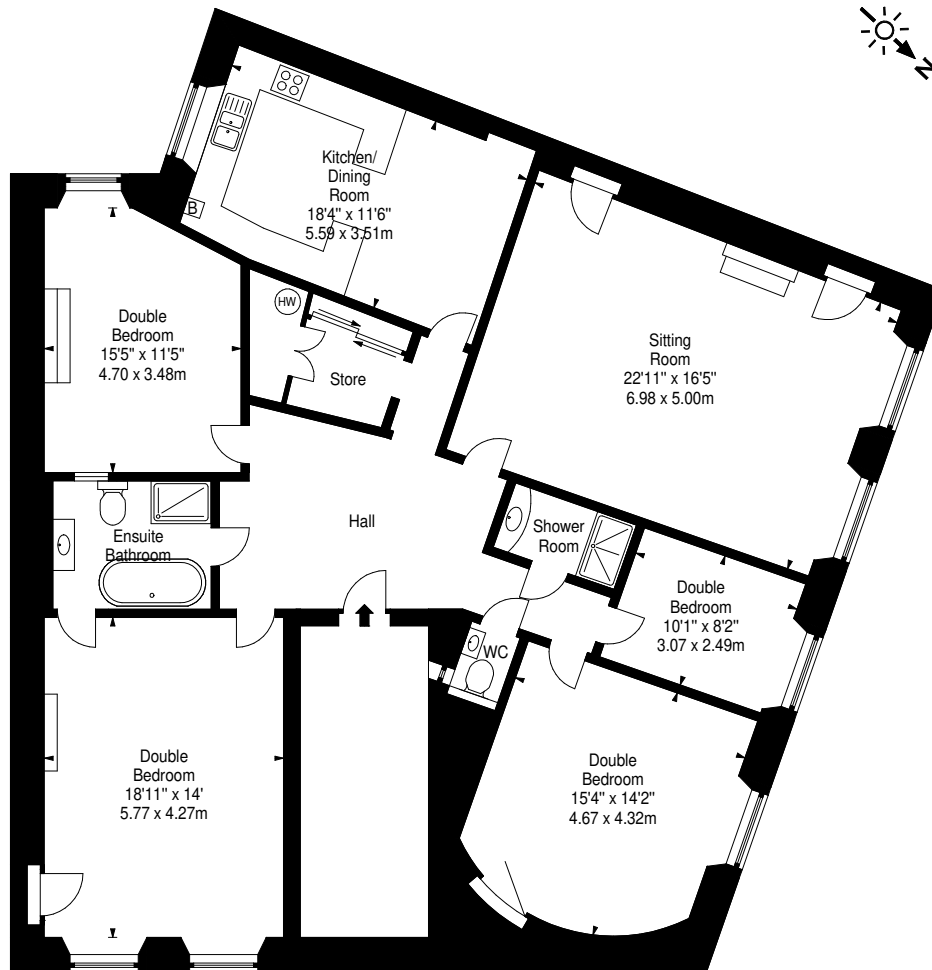 N
Kitchen/
Dining
Room
18'4" x 11'6"
5.59 x 3.51m
B
HW
Double
Bedroom
15'5" x 11'5"
4.70 x 3.48m
Store
Sitting
Room
22'11" x 16'5"
6.98 x 5.00m
Hall
Shower
Room
Ensuite
Bathroom
Double
Bedroom
10'1" x 8'2"
3.07 x 2.49m
WC
Double
Bedroom
18'11" x 14'
5.77 x 4.27m
Double
Bedroom
15'4" x 14'2"
4.67 x 4.32m